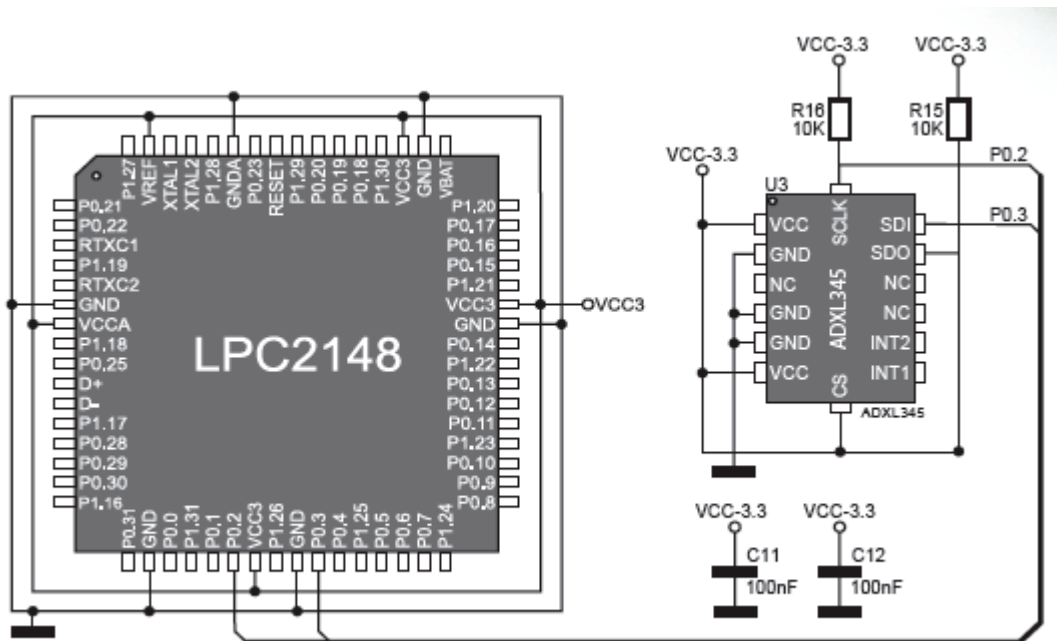 VCC-3.3
VCC-3.3
R16
10K
R15
10K
P0.2
VCC-3.3
U3
P0.3
SCLK
VCC
GND
NC
GND
GND
VCC
ADXL345
SDI
SDO
NC
NC
INT2
INT1
CS
ADXL345
VCC-3.3
VCC-3.3
C11
100nF
C12
100nF
P1.27
VREF
XTAL1
XTAL2
P1.28
GNDA
P0.23
RESET
P1.29
P0.20
P0.19
P0.18
P1.30
VCC3
GND
VBAT
P0.21
P0.22
RTXC1
P1.19
RTXC2
GND
VCCA
P1.18
P0.25
D+
D-
P1.17
P0.28
P0.29
P0.30
P1.16
LPC2148
P1.20
P0.17
P0.16
P0.15
P1.21
VCC3
GND
P0.14
P1.22
P0.13
P0.12
P0.11
P1.23
P0.10
P0.9
P0.8
VCC3
P0.31
GND
P0.0
P1.31
P0.1
P0.2
VCC3
P1.26
GND
P0.3
P0.4
P1.25
P0.5
P0.6
P0.7
P1.24